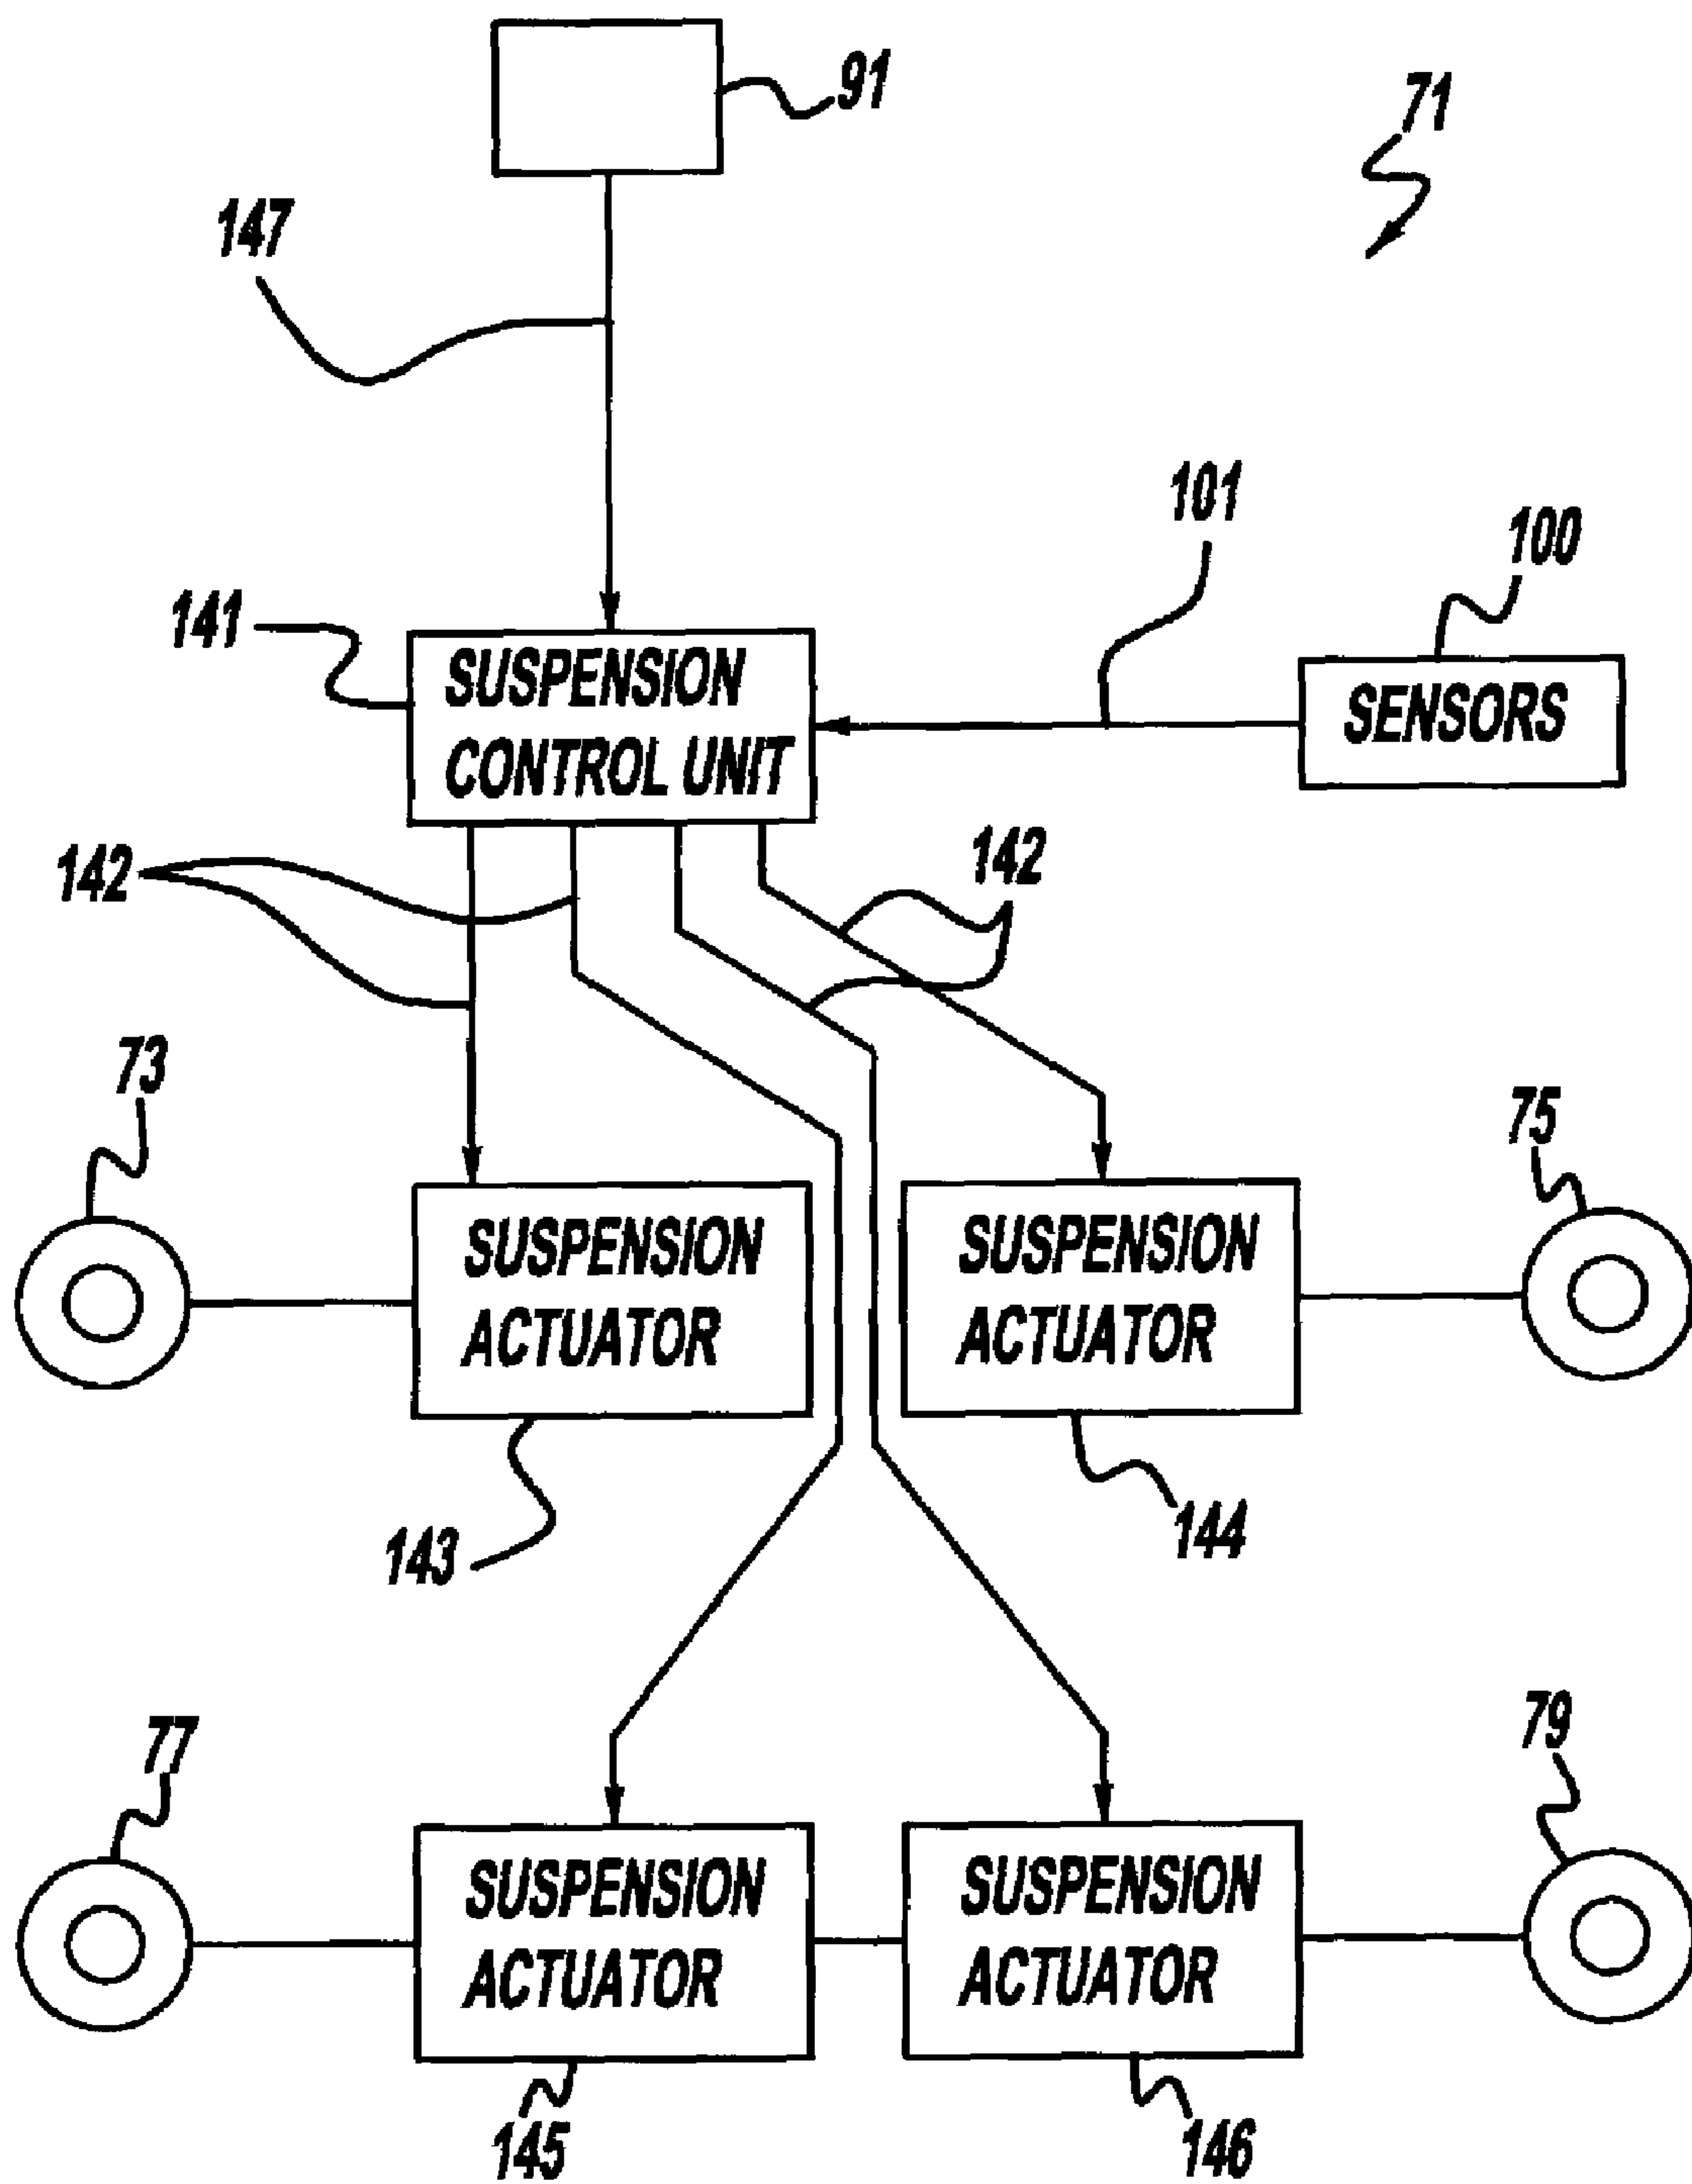 91
71
147
101
100
141
SUSPENSION
CONTROL UNIT
SENSORS
142
142
73
75
SUSPENSION
ACTUATOR
SUSPENSION
ACTUATOR
143
144
77
79
SUSPENSION
ACTUATOR
SUSPENSION
ACTUATOR
145
146